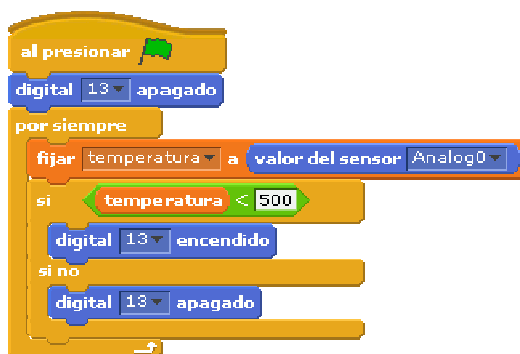 al presionar
digital 13 apagado
por siempre
fijar temperatura a valor del sensor Analog0
si temperatura < 500
digital 13 encendido
si no
digital 13 apagado